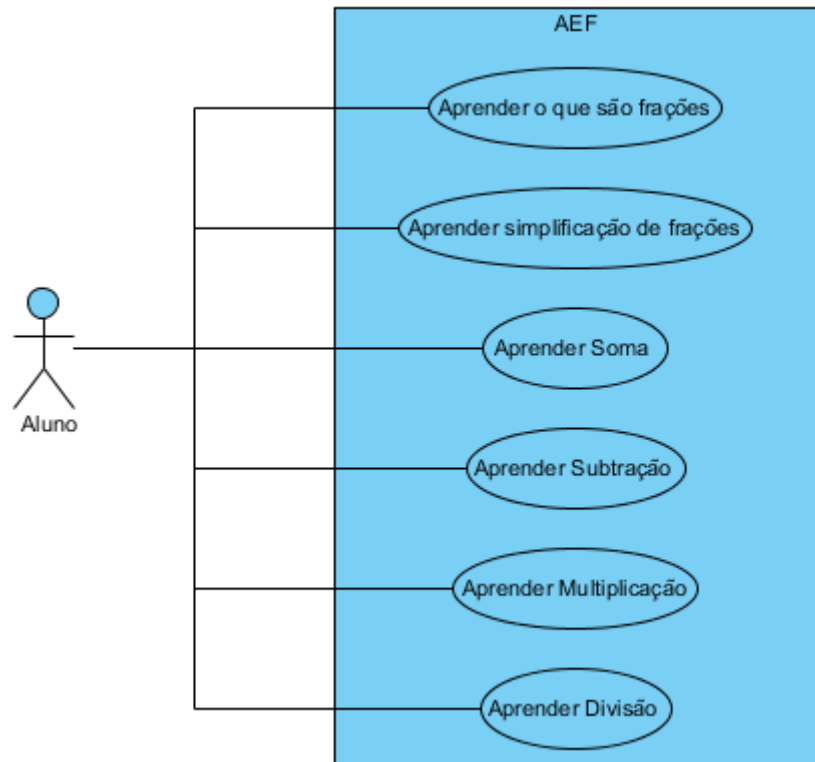 AEF
Aprender o que são frações
Aprender simplificação de frações
Aprender Soma
Aluno
Aprender Subtração
Aprender Multiplicação
Aprender Divisão